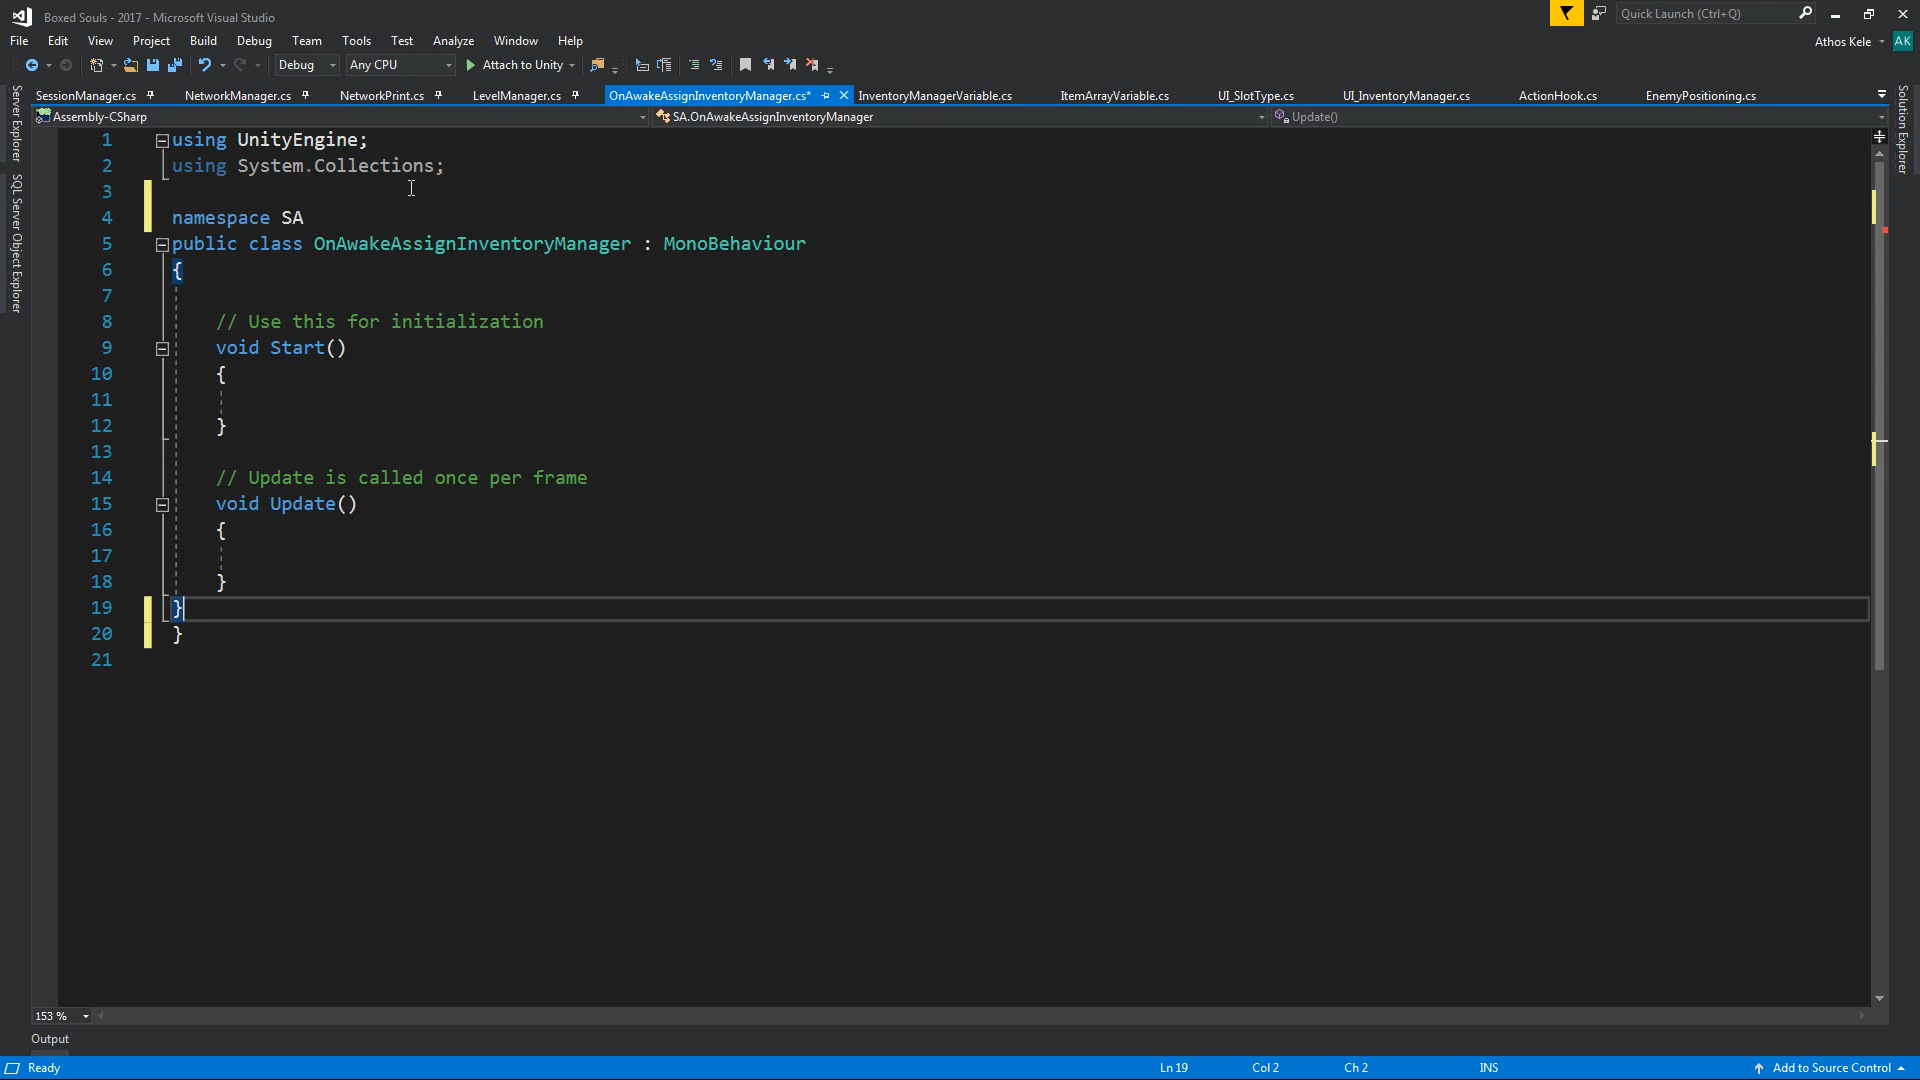 Boxed Souls - 2017 - Microsoft Visual Studio
Quick Launch (Ctrl+Q)
File Edit View Project Build Debug Team Tools Test Analyze Window Help
Athos Kele AK
Debug Any CPU Attach to Unity
SessionManager.cs NetworkManager.cs NetworkPrint.cs LevelManager.cs OnAwakeAssignInventoryManager.cs* InventoryManagerVariable.cs ItemArrayVariable.cs UI_SlotType.cs UI_InventoryManager.cs ActionHook.cs EnemyPositioning.cs
Assembly-CSharp SA.OnAwakeAssignInventoryManager Update()
Server Explorer
SQL Server Object Explorer
Solution Explorer
1 using UnityEngine;
2 using System.Collections;
3
4 namespace SA
5 public class OnAwakeAssignInventoryManager : MonoBehaviour
6 {
7
8 // Use this for initialization
9 void Start()
10 {
11
12 }
13
14 // Update is called once per frame
15 void Update()
16 {
17
18 }
19 }
20 }
21
153 %
Output
Ready Ln 19 Col 2 Ch 2 INS Add to Source Control